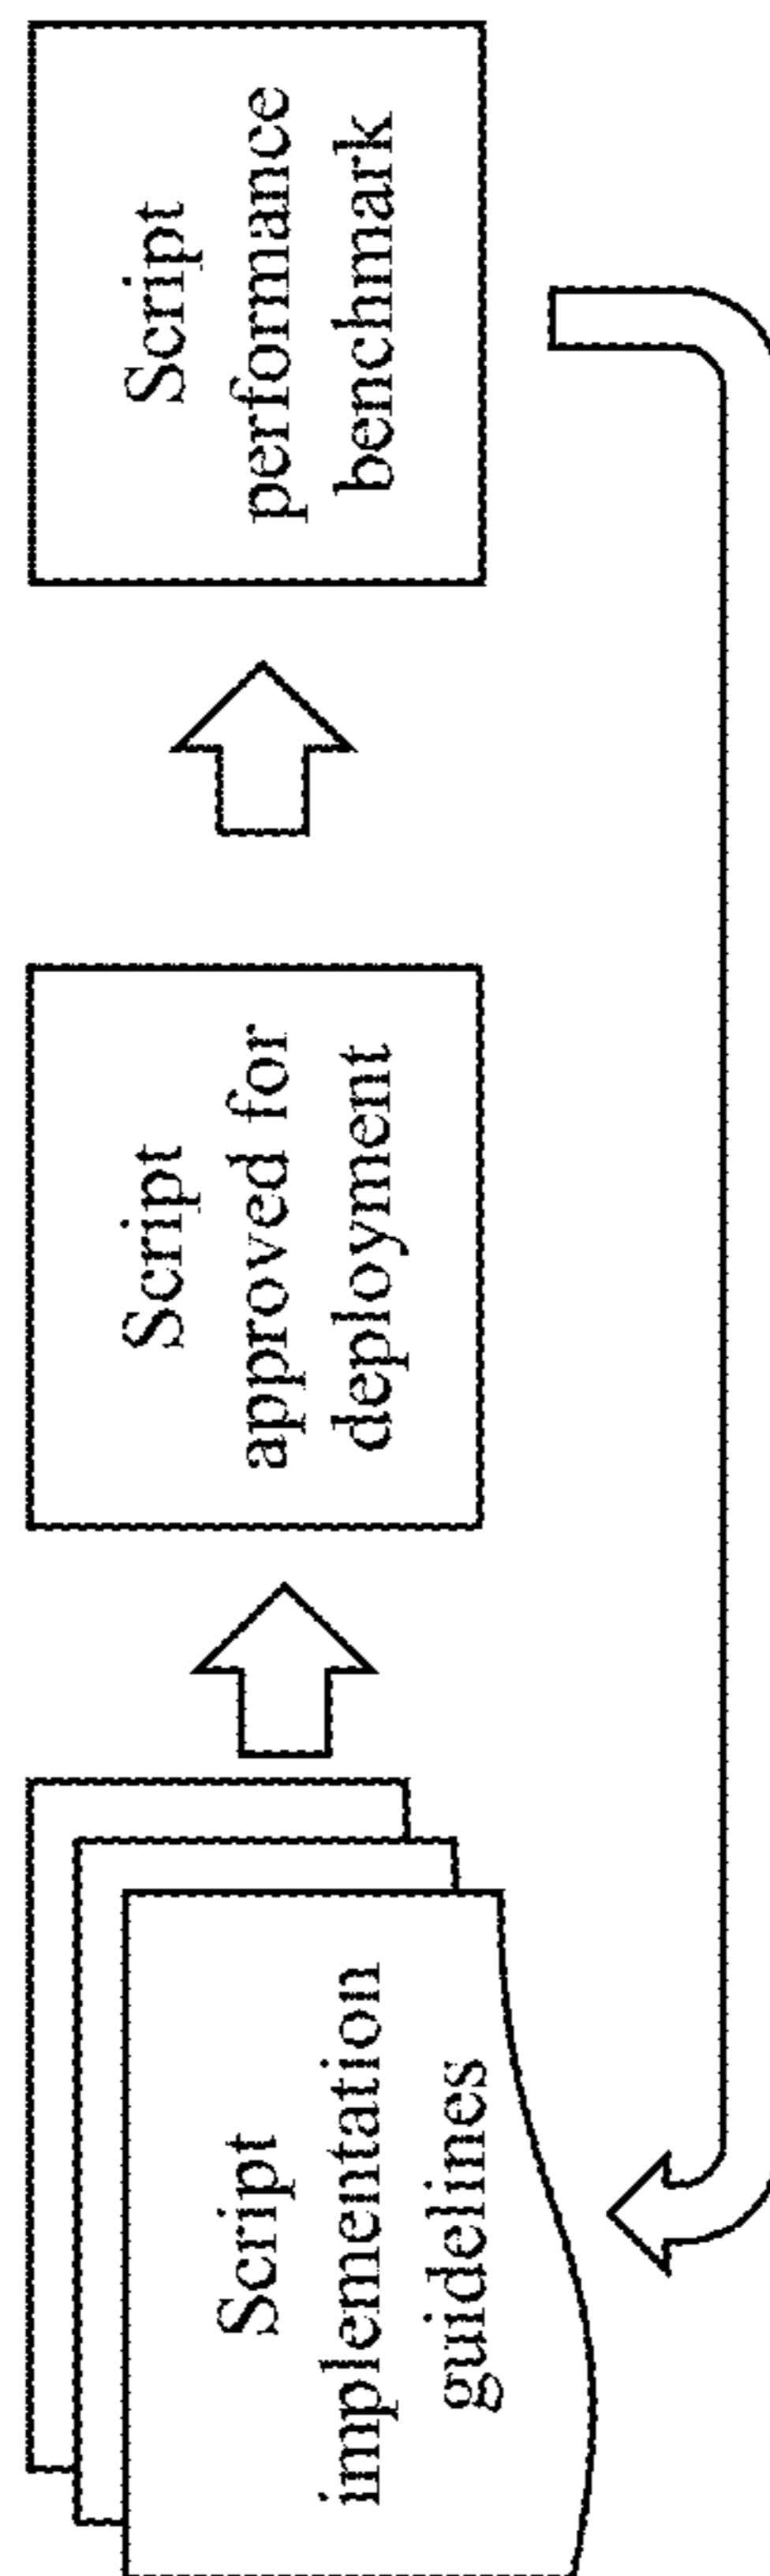 Script
implementation
guidelines
Script
approved for
deployment
Script
performance
benchmark